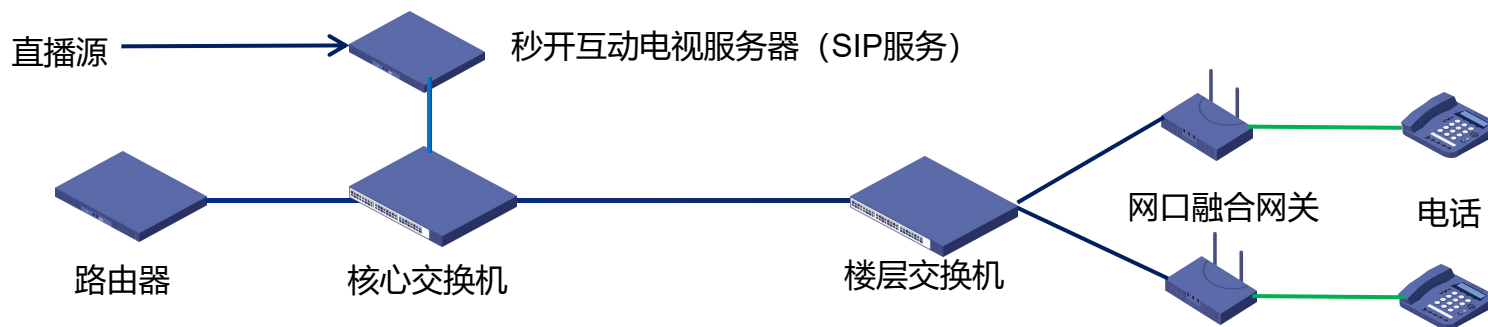 直播源
秒开互动电视服务器（SIP服务）
网口融合网关
电话
路由器
核心交换机
楼层交换机